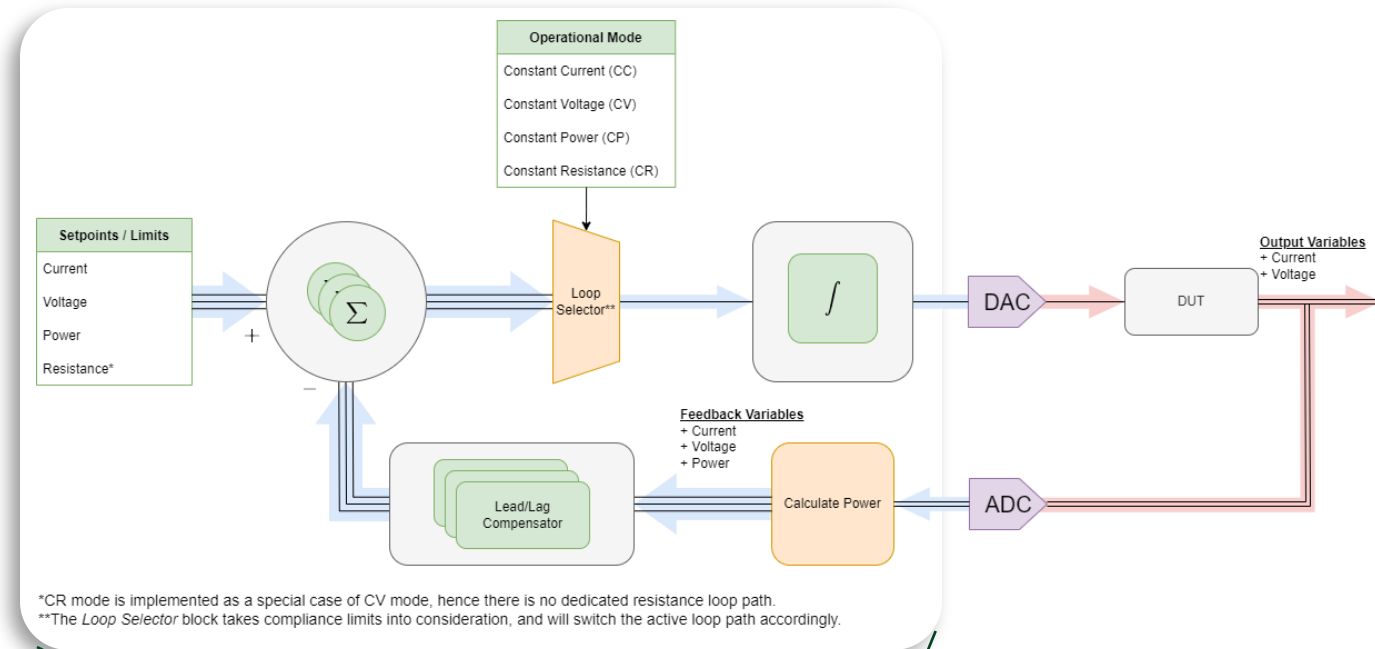 Operational Mode
Constant Current (CC)
Constant Voltage (CV)
Constant Power (CP)
Constant Resistance (CR)
Setpoints / Limits
Current
Voltage
Power
Resistance*
+
−
Σ
Loop
Selector**
∫
DAC
DUT
Output Variables
+ Current
+ Voltage
Feedback Variables
+ Current
+ Voltage
+ Power
Lead/Lag
Compensator
Calculate Power
ADC
*CR mode is implemented as a special case of CV mode, hence there is no dedicated resistance loop path.
**The Loop Selector block takes compliance limits into consideration, and will switch the active loop path accordingly.